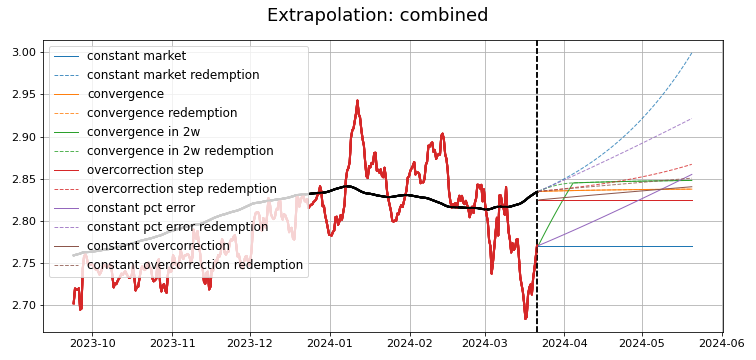 Extrapolation: combined
3.00
2.95
2.90
2.85
2.80
2.75
2.70
constant market
constant market redemption
convergence
convergence redemption
convergence in 2w
convergence in 2w redemption
overcorrection step
overcorrection step redemption
constant pct error
constant pct error redemption
constant overcorrection
constant overcorrection redemption
2023-10
2023-11
2023-12
2024-01
2024-02
2024-03
2024-04
2024-05
2024-06